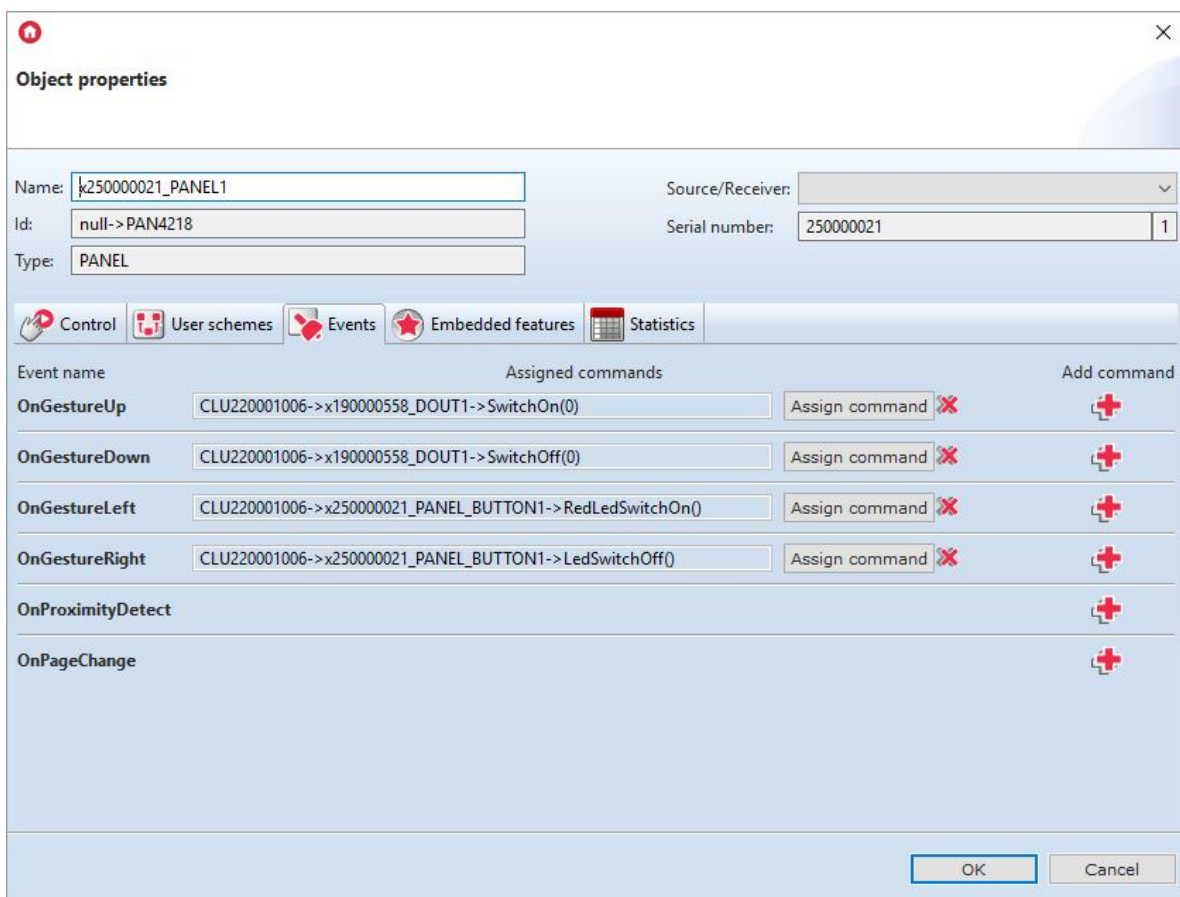 Object properties
Name: x250000021_PANEL1 Source/Receiver:
Id: null->PAN4218 Serial number: 250000021 1
Type: PANEL
Control User schemes Events Embedded features Statistics
Event name Assigned commands Add command
OnGestureUp CLU220001006->x190000558_DOUT1->SwitchOn(0) Assign command
OnGestureDown CLU220001006->x190000558_DOUT1->SwitchOff(0) Assign command
OnGestureLeft CLU220001006->x250000021_PANEL_BUTTON1->RedLedSwitchOn() Assign command
OnGestureRight CLU220001006->x250000021_PANEL_BUTTON1->LedSwitchOff() Assign command
OnProximityDetect
OnPageChange
OK Cancel